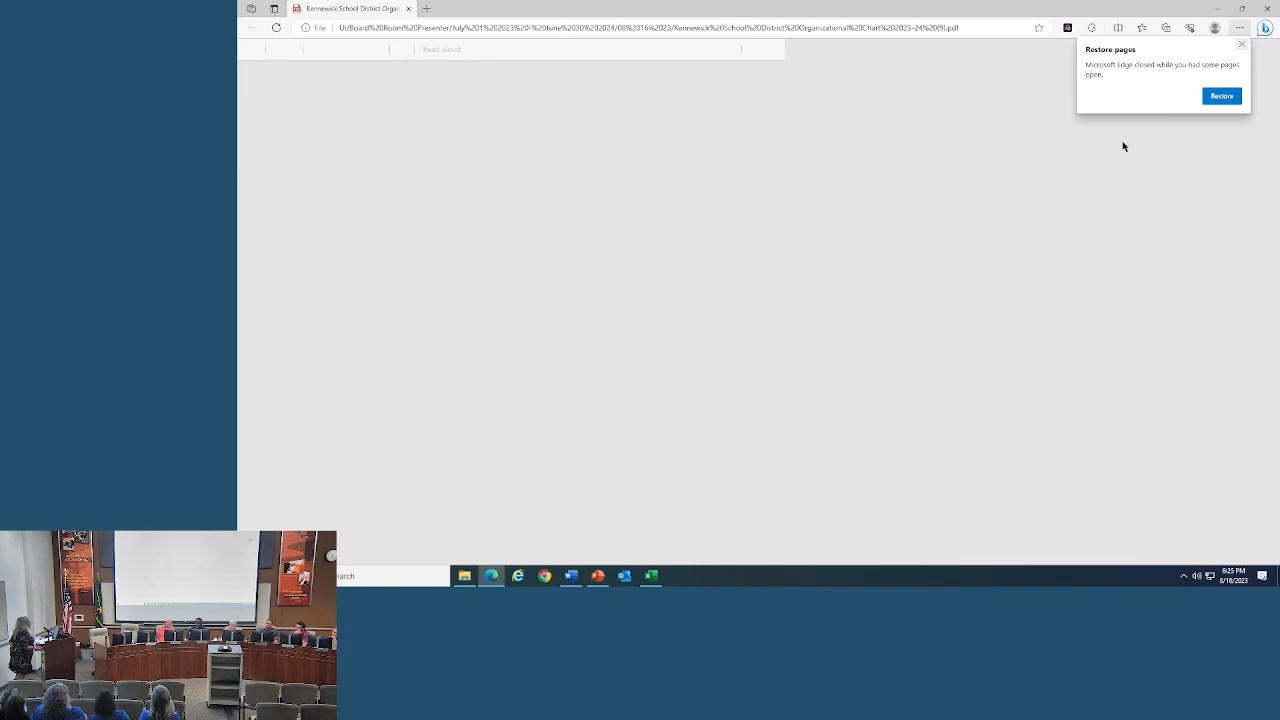 Kennewick School District Organ
File
U:/Board%20Room%20Presenter/July%201%202023%20-%20June%2030%202024/08%2016%2023/Kennewick%20School%20District%20Organizational%20Chart%202023-24%20(9).pdf
Read aloud
Restore pages
Microsoft Edge closed while you had some pages
open.
Restore
earch
6:25 PM
8/16/2023